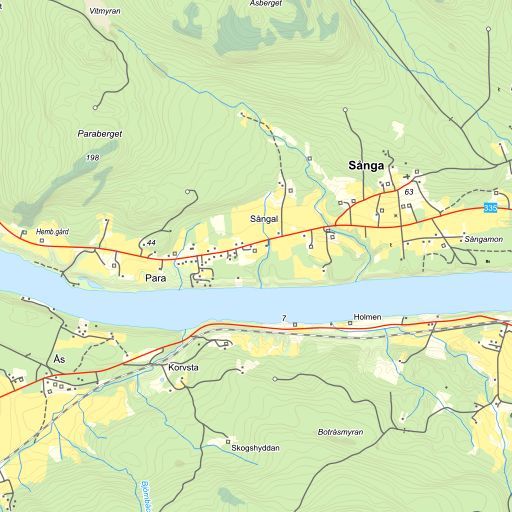 Åsberget
Vitmyran
Paraberget
198
Sånga
63
Sångal
335
Hemb.gård
44
Sångamon
Para
7
Holmen
Ås
Korvsta
Botråsmyran
Skogshyddan